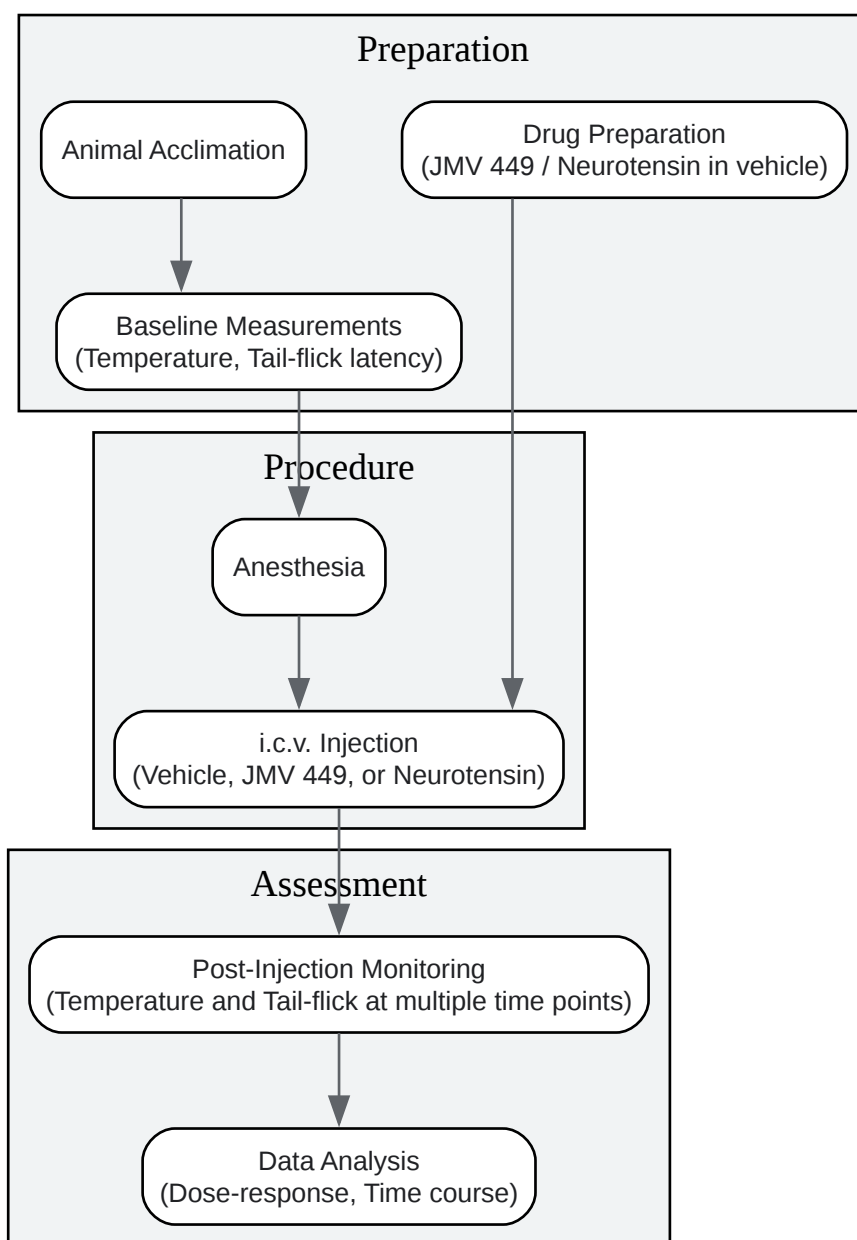 Preparation
Animal Acclimation
Drug Preparation
(JMV 449 / Neurotensin in vehicle)
Baseline Measurements
(Temperature, Tail-flick latency)
Procedure
Anesthesia
i.c.v. Injection
(Vehicle, JMV 449, or Neurotensin)
Assessment
Post-Injection Monitoring
(Temperature and Tail-flick at multiple time points)
Data Analysis
(Dose-response, Time course)